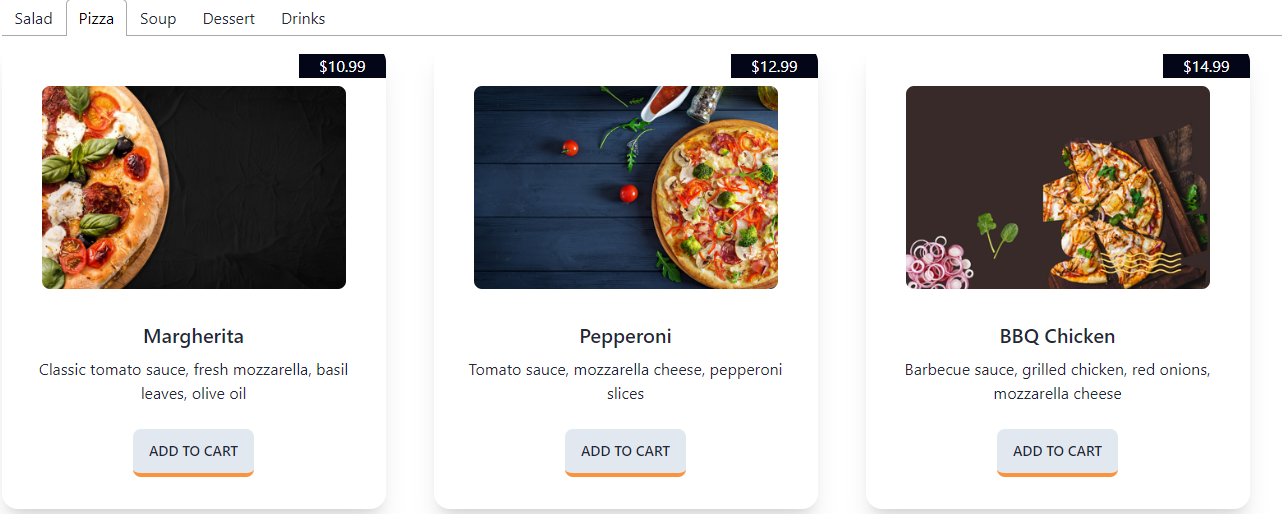 Salad Pizza Soup Dessert Drinks
$10.99
Margherita
Classic tomato sauce, fresh mozzarella, basil
leaves, olive oil
ADD TO CART
$12.99
Pepperoni
Tomato sauce, mozzarella cheese, pepperoni
slices
ADD TO CART
$14.99
BBQ Chicken
Barbecue sauce, grilled chicken, red onions,
mozzarella cheese
ADD TO CART